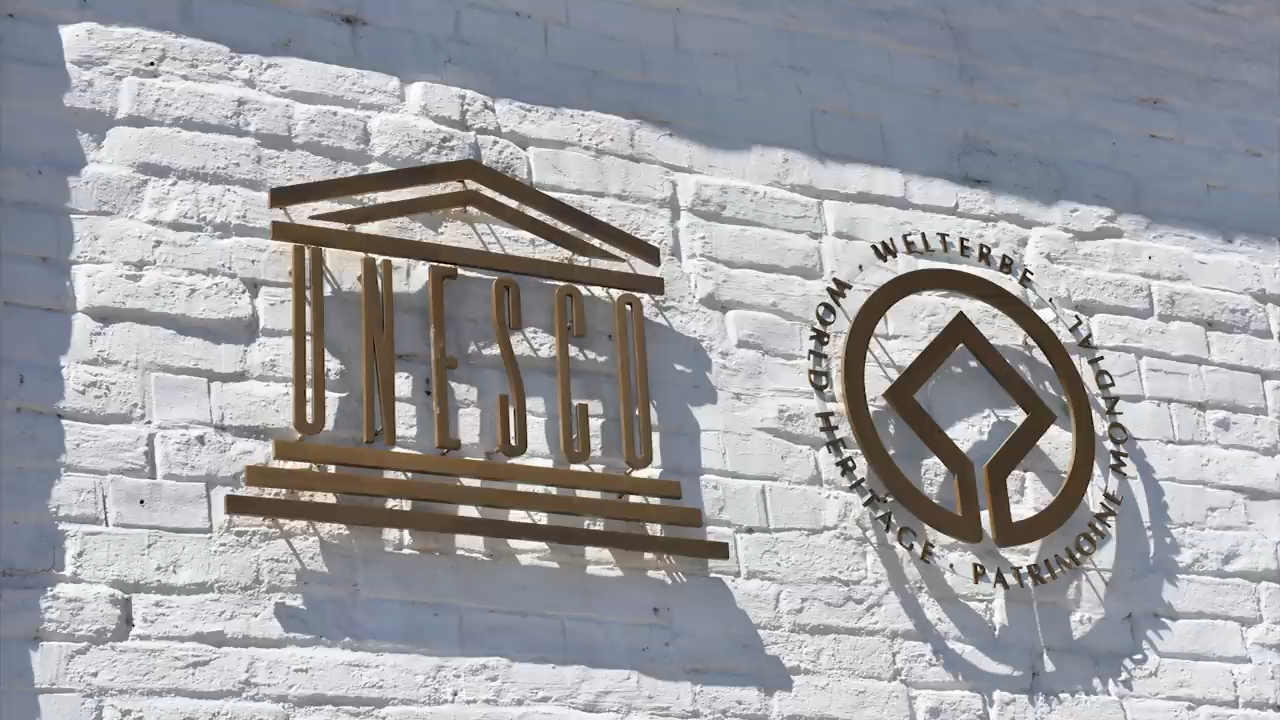 UNESCO
· WELTERBE ·
WORLD HERITAGE ·
PATRIMOINE MONDIAL